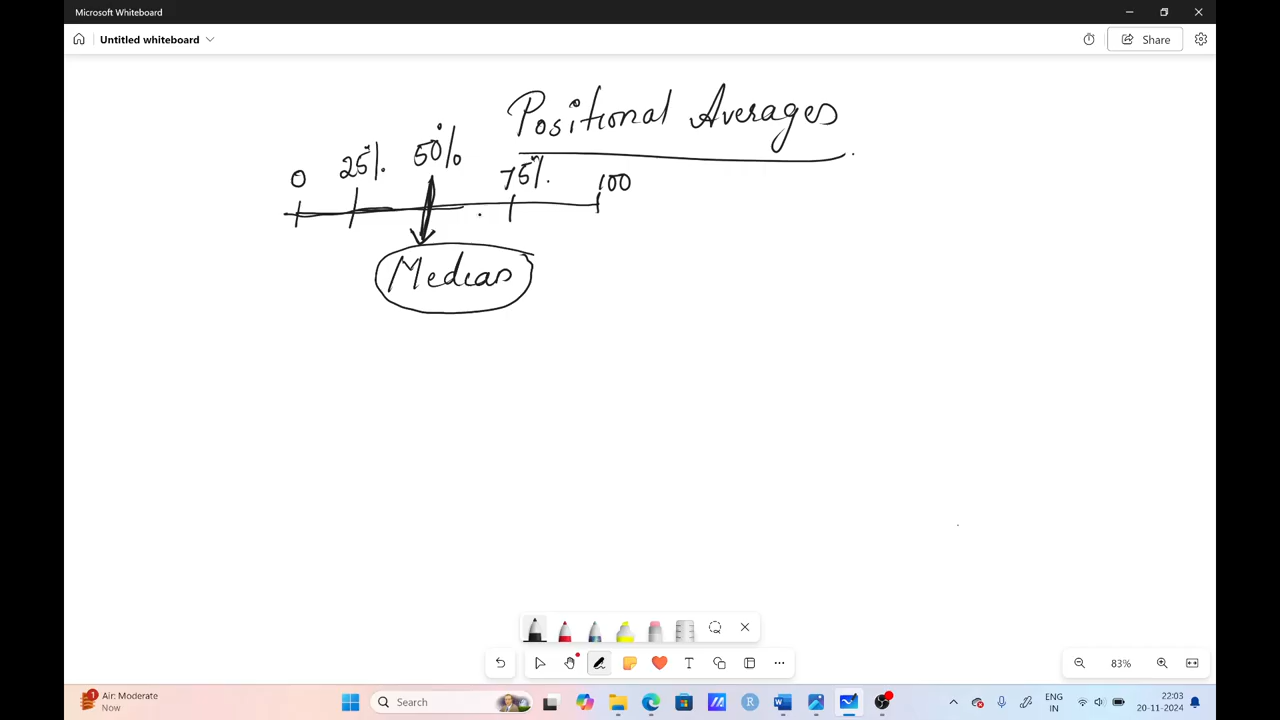 Microsoft Whiteboard
Untitled whiteboard
Share
Positional Averages
0 25% 50% 75% 100
Median
83%
1 Air: Moderate
Now
Search
ENG
IN
22:03
20-11-2024